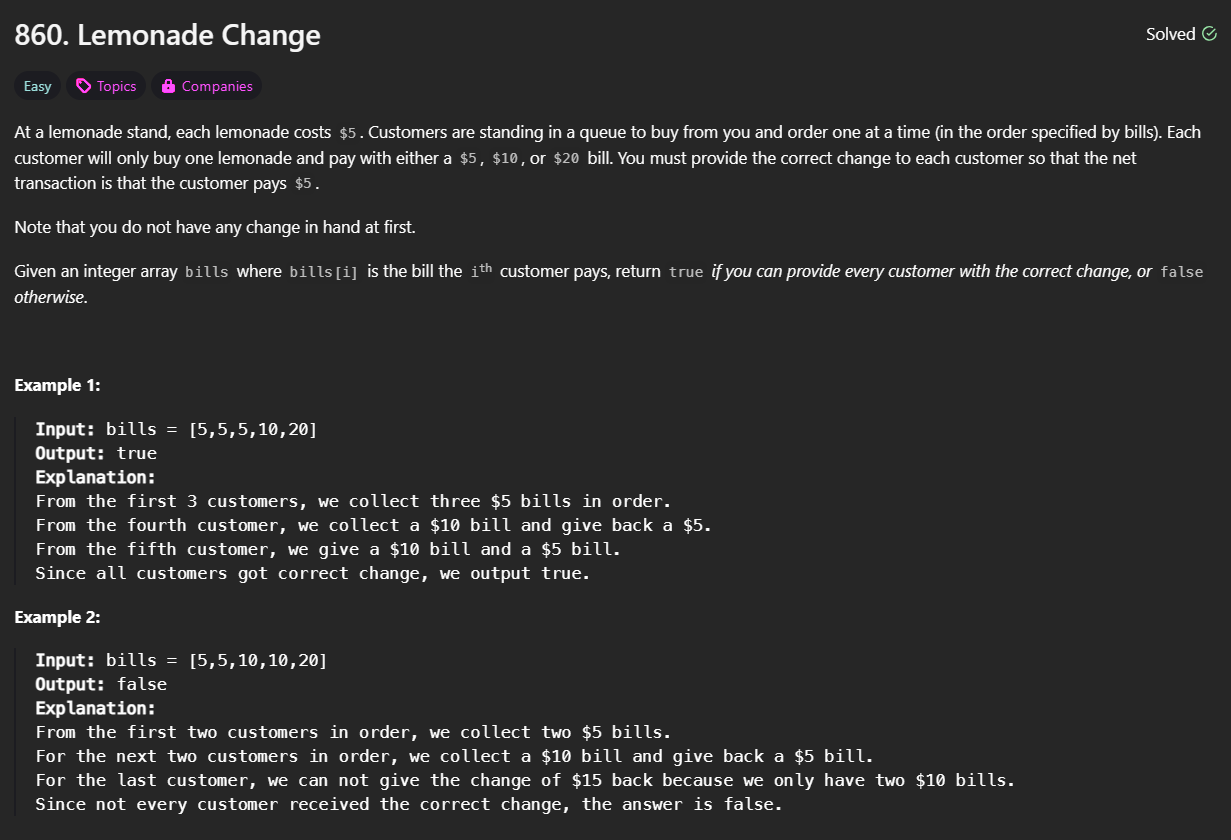 860. Lemonade Change
Solved
Easy
Topics
Companies
At a lemonade stand, each lemonade costs $5. Customers are standing in a queue to buy from you and order one at a time (in the order specified by bills). Each
customer will only buy one lemonade and pay with either a $5, $10, or $20 bill. You must provide the correct change to each customer so that the net
transaction is that the customer pays $5.
Note that you do not have any change in hand at first.
Given an integer array bills where bills[i] is the bill the ith customer pays, return true if you can provide every customer with the correct change, or false
otherwise.
Example 1:
Input: bills = [5,5,5,10,20]
Output: true
Explanation:
From the first 3 customers, we collect three $5 bills in order.
From the fourth customer, we collect a $10 bill and give back a $5.
From the fifth customer, we give a $10 bill and a $5 bill.
Since all customers got correct change, we output true.
Example 2:
Input: bills = [5,5,10,10,20]
Output: false
Explanation:
From the first two customers in order, we collect two $5 bills.
For the next two customers in order, we collect a $10 bill and give back a $5 bill.
For the last customer, we can not give the change of $15 back because we only have two $10 bills.
Since not every customer received the correct change, the answer is false.